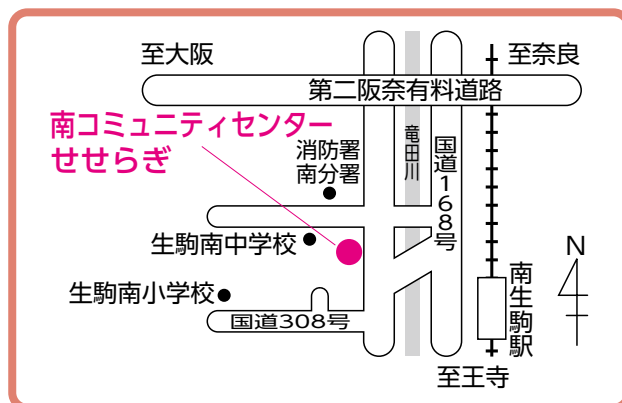 至大阪
至奈良
第二阪奈有料道路
南コミュニティセンター
せせらぎ
消防署
南分署
竜田川
国道168号
生駒南中学校
N
生駒南小学校
南生駒駅
国道308号
至王寺